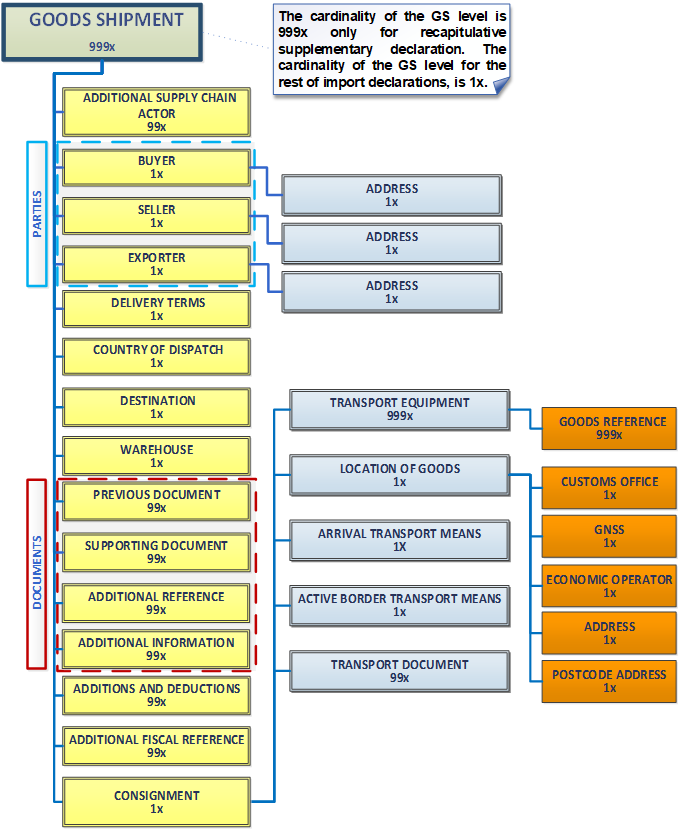 GOODS SHIPMENT
999x
The cardinality of the GS level is
999x only for recapitulative
supplementary declaration. The
cardinality of the GS level for the
rest of import declarations, is 1x.
ADDITIONAL SUPPLY CHAIN
ACTOR
99x
PARTIES
BUYER
1x
ADDRESS
1x
SELLER
1x
ADDRESS
1x
EXPORTER
1x
ADDRESS
1x
DELIVERY TERMS
1x
COUNTRY OF DISPATCH
1x
DESTINATION
1x
WAREHOUSE
1x
DOCUMENTS
PREVIOUS DOCUMENT
99x
SUPPORTING DOCUMENT
99x
ADDITIONAL REFERENCE
99x
ADDITIONAL INFORMATION
99x
ADDITIONS AND DEDUCTIONS
99x
ADDITIONAL FISCAL REFERENCE
99x
CONSIGNMENT
1x
TRANSPORT EQUIPMENT
999x
GOODS REFERENCE
999x
LOCATION OF GOODS
1x
CUSTOMS OFFICE
1x
GNSS
1x
ECONOMIC OPERATOR
1x
ADDRESS
1x
POSTCODE ADDRESS
1x
ARRIVAL TRANSPORT MEANS
1X
ACTIVE BORDER TRANSPORT MEANS
1x
TRANSPORT DOCUMENT
99x